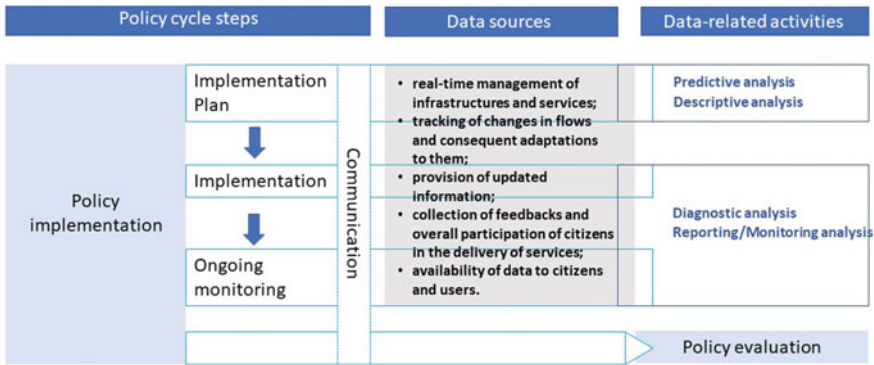 Policy cycle steps
Data sources
Data-related activities
Policy
implementation
Implementation
Plan
Implementation
Ongoing
monitoring
Communication
• real-time management of
infrastructures and services;
• tracking of changes in flows
and consequent adaptations
to them;
• provision of updated
information;
• collection of feedbacks and
overall participation of citizens
in the delivery of services;
• availability of data to citizens
and users.
Predictive analysis
Descriptive analysis
Diagnostic analysis
Reporting/Monitoring analysis
Policy evaluation